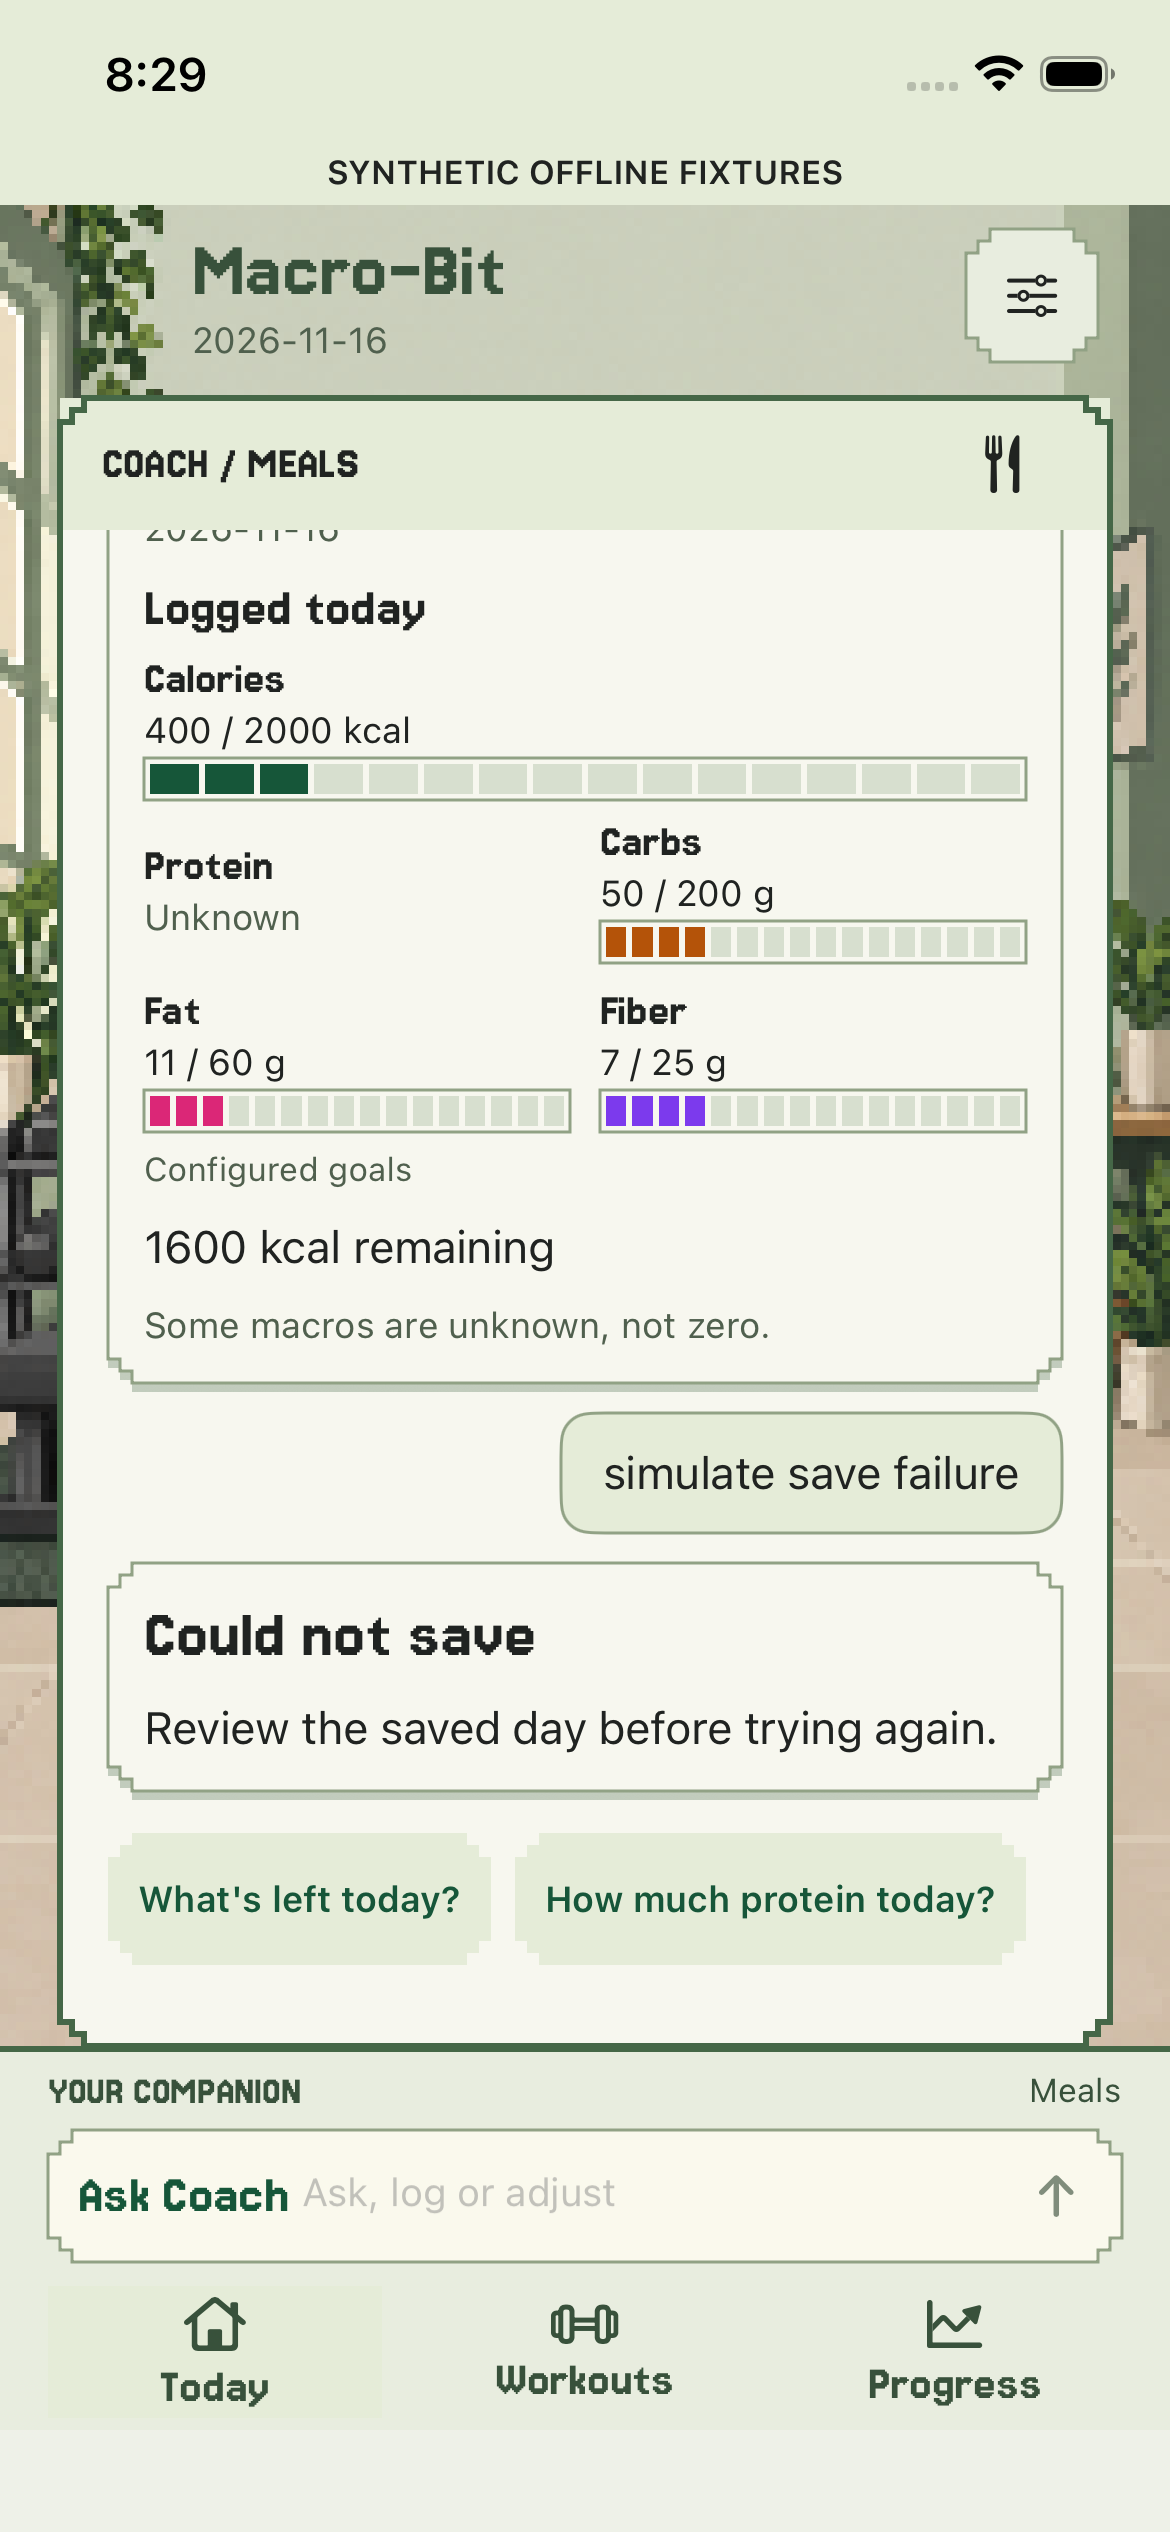 8:29
SYNTHETIC OFFLINE FIXTURES
Macro-Bit
2026-11-16
COACH / MEALS
2026-11-16
Logged today
Calories
400 / 2000 kcal
Protein
Unknown
Carbs
50 / 200 g
Fat
11 / 60 g
Fiber
7 / 25 g
Configured goals
1600 kcal remaining
Some macros are unknown, not zero.
simulate save failure
Could not save
Review the saved day before trying again.
What's left today?
How much protein today?
YOUR COMPANION
Meals
Ask Coach Ask, log or adjust
Today
Workouts
Progress